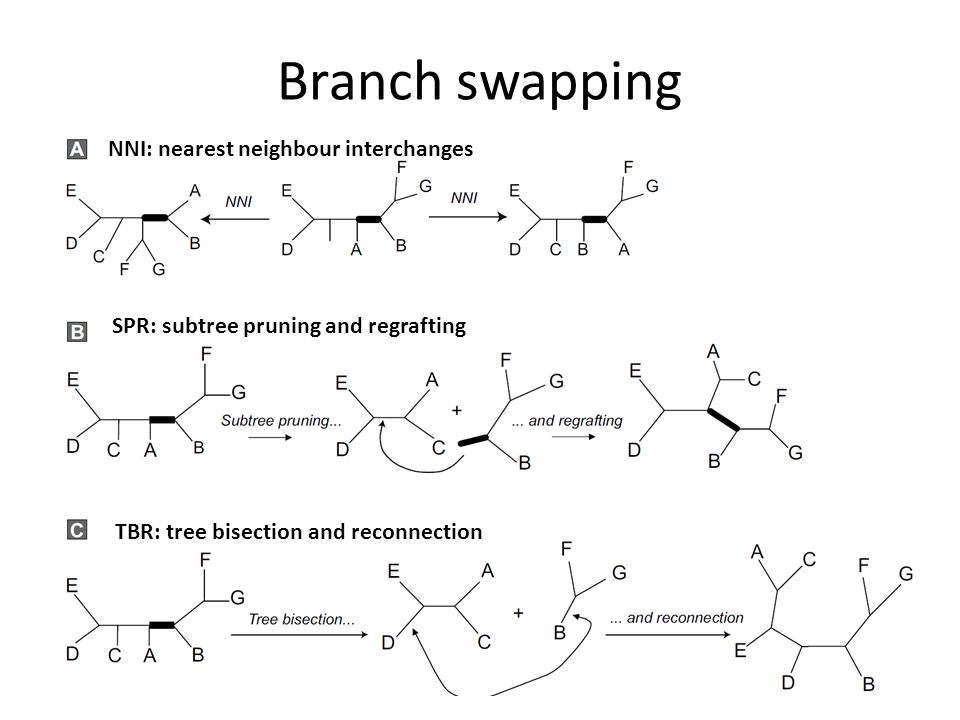 Branch swapping
A NNI: nearest neighbour interchanges
E A NNI E F G NNI E F G
D C F G B D A B D C B A
B SPR: subtree pruning and regrafting
E F G Subtree pruning... E A + F G ... and regrafting E A C F
D C A B D C B D B G
C TBR: tree bisection and reconnection
E F G Tree bisection... E A + F G ... and reconnection A C F G
D C A B D C B E D B